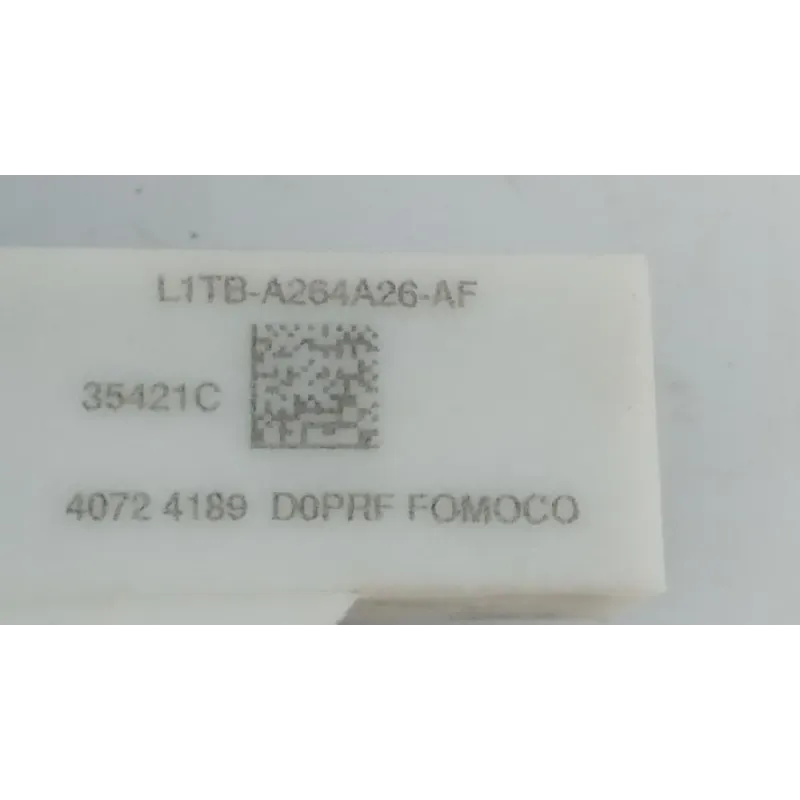 L1TB-A264A26-AF
35421C
4072 4189 D0PRF FOMOCO